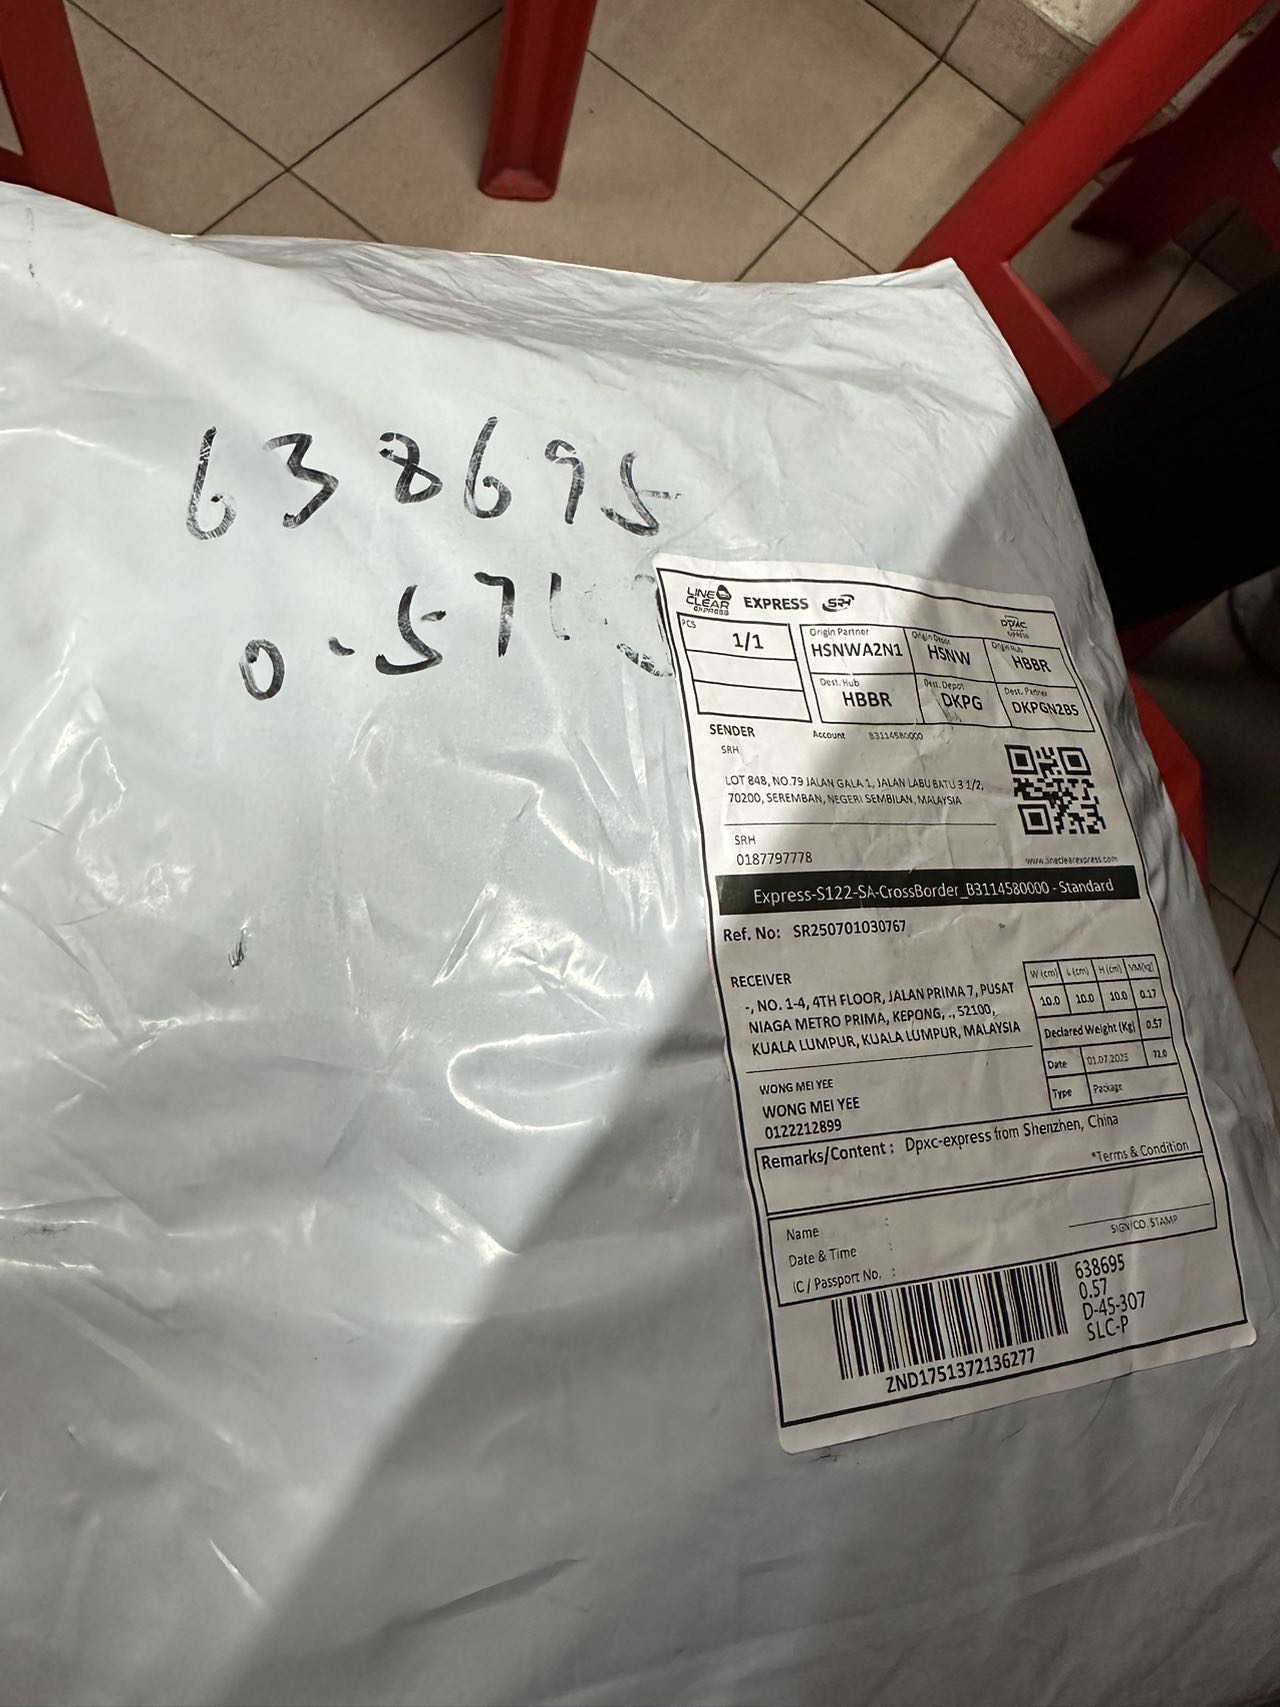 638695
0.57
LINE CLEAR EXPRESS EXPRESS SRH
DPXC EXPRESS
PCS
1/1
Origin Partner HSNWA2N1
Origin Depot HSNW
Origin Hub HBBR
Dest. Hub HBBR
Dest. Depot DKPG
Dest. Partner DKPGN2B5
SENDER Account B3114580000
SRH
LOT 848, NO.79 JALAN GALA 1, JALAN LABU BATU 3 1/2,
70200, SEREMBAN, NEGERI SEMBILAN, MALAYSIA
SRH
0187797778
www.lineclearexpress.com
Express-S122-SA-CrossBorder_B3114580000 - Standard
Ref. No: SR250701030767
RECEIVER
-, NO. 1-4, 4TH FLOOR, JALAN PRIMA 7, PUSAT
NIAGA METRO PRIMA, KEPONG, ., 52100,
KUALA LUMPUR, KUALA LUMPUR, MALAYSIA
WONG MEI YEE
WONG MEI YEE
0122212899
W (cm) L (cm) H (cm) VM(kg)
10.0 10.0 10.0 0.17
Declared Weight (Kg) 0.57
Date 01.07.2025
Type Package
Remarks/Content : Dpxc-express from Shenzhen, China
*Terms & Condition
Name :
Date & Time :
IC / Passport No. :
SIGN/CO. STAMP
ZND1751372136277
638695
0.57
D-45-307
SLC-P